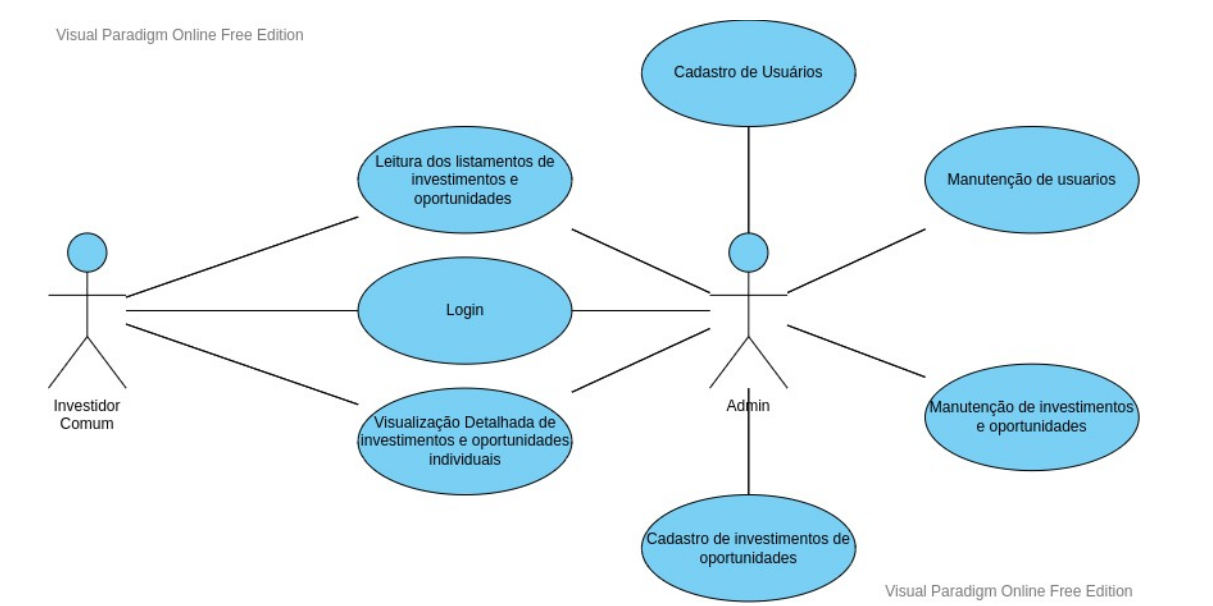 Visual Paradigm Online Free Edition
Cadastro de Usuários
Leitura dos listamentos de
investimentos e
oportunidades
Manutenção de usuarios
Login
Investidor
Comum
Visualização Detalhada de
investimentos e oportunidades
individuais
Admin
Manutenção de investimentos
e oportunidades
Cadastro de investimentos de
oportunidades
Visual Paradigm Online Free Edition